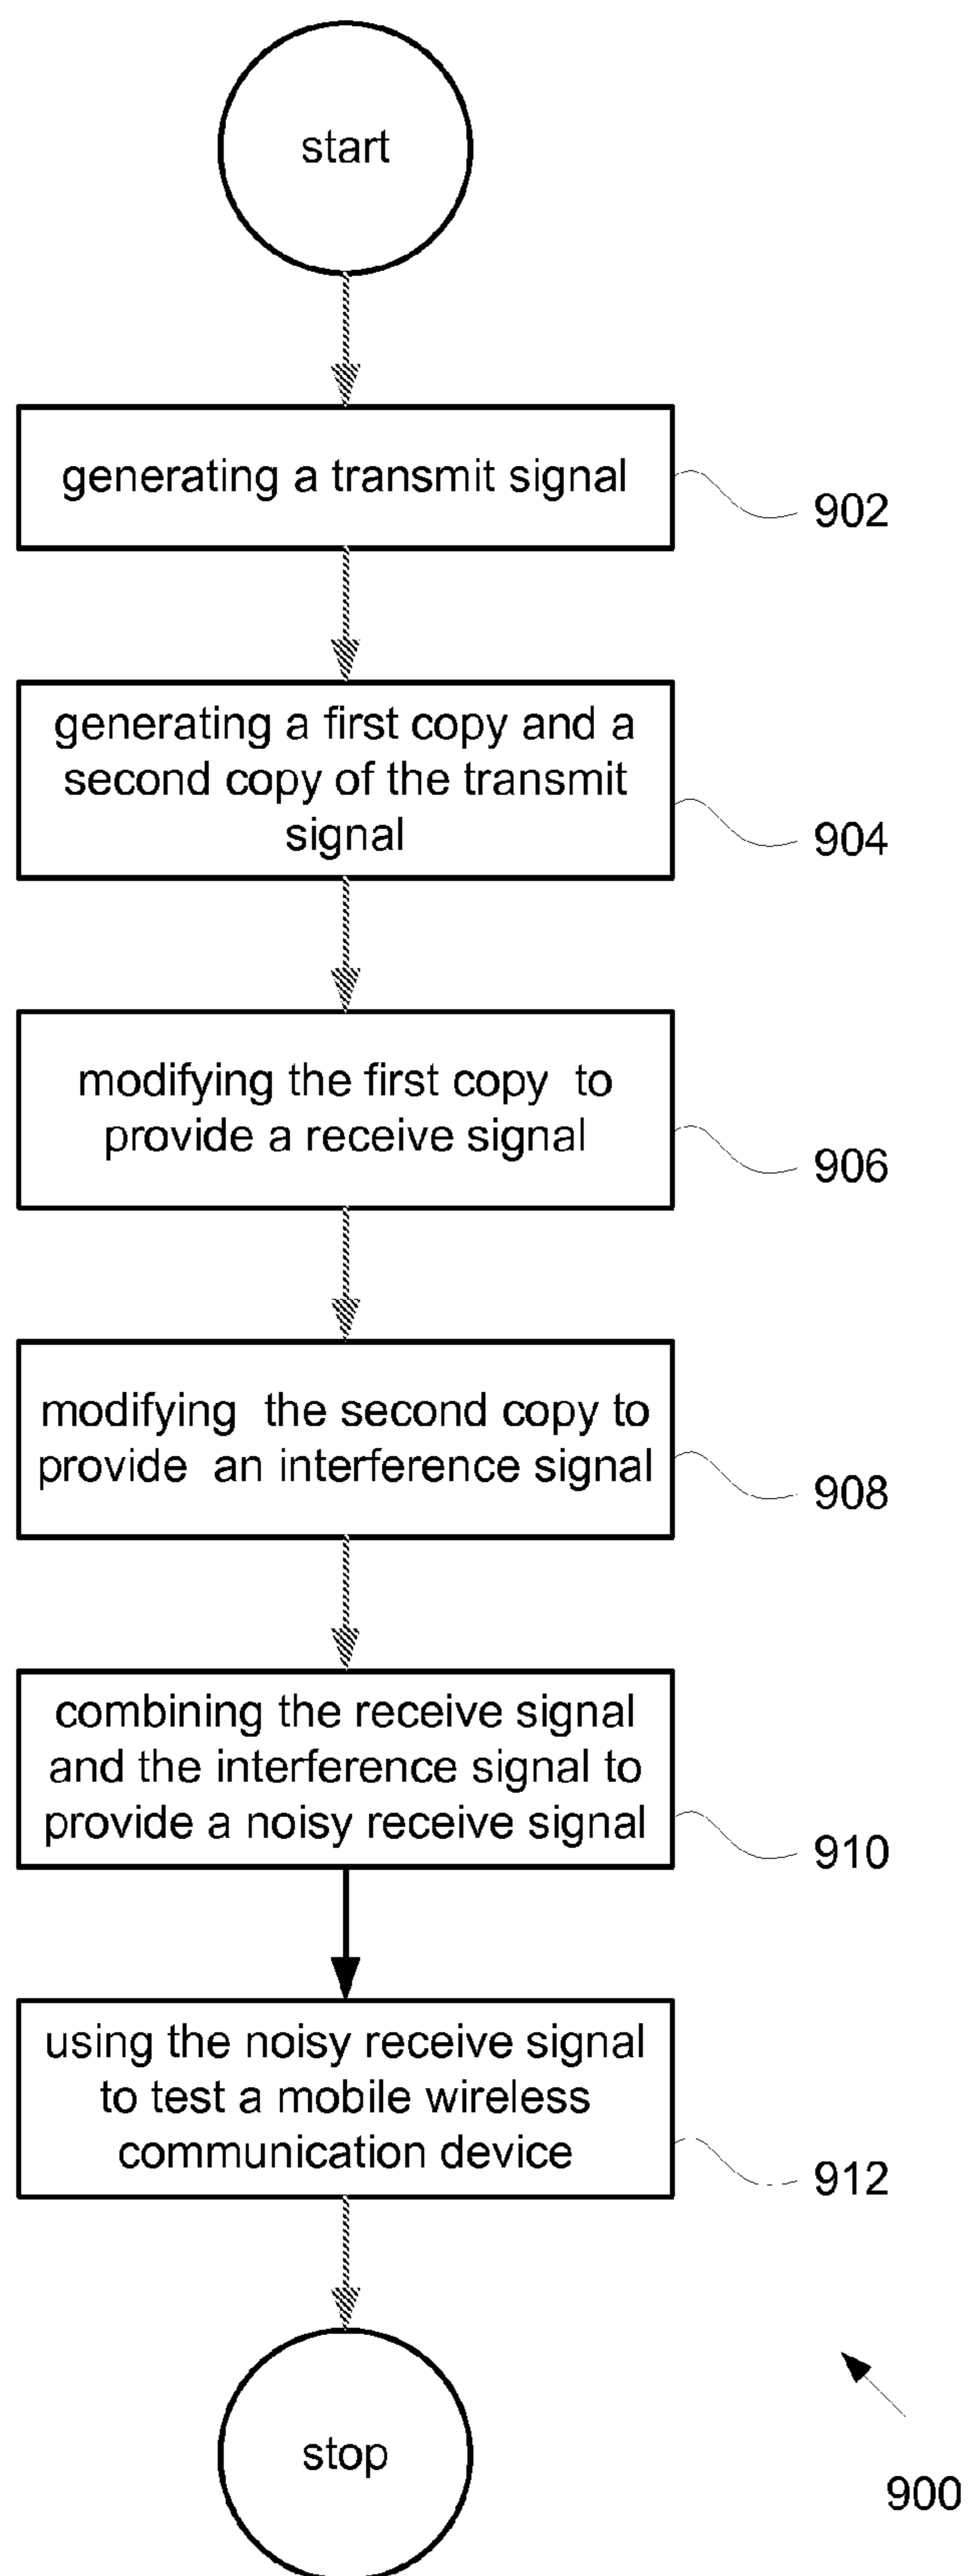 start
generating a transmit signal
902
generating a first copy and a
second copy of the transmit
signal
904
modifying the first copy to
provide a receive signal
906
modifying the second copy to
provide an interference signal
908
combining the receive signal
and the interference signal to
provide a noisy receive signal
910
using the noisy receive signal
to test a mobile wireless
communication device
912
stop
900